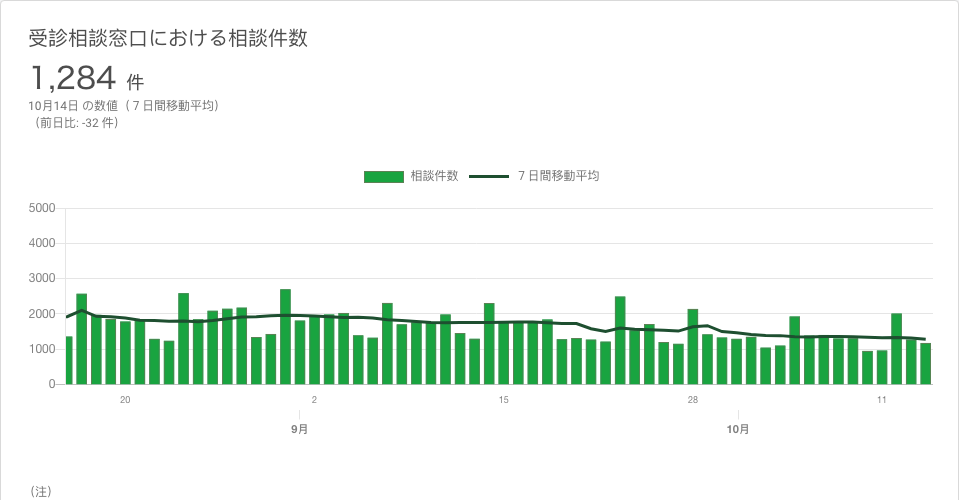 受診相談窓口における相談件数
1,284 件
10月14日 の数値（７日間移動平均）
（前日比: -32 件）
相談件数 ７日間移動平均
5000
4000
3000
2000
1000
0
20 2 15 28 11
9月 10月
（注）